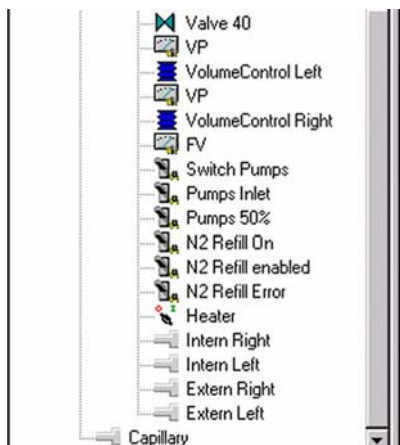 Valve 40
VP
VolumeControl Left
VP
VolumeControl Right
FV
Switch Pumps
Pumps Inlet
Pumps 50%
N2 Refill On
N2 Refill enabled
N2 Refill Error
Heater
Intern Right
Intern Left
Extern Right
Extern Left
Capillary